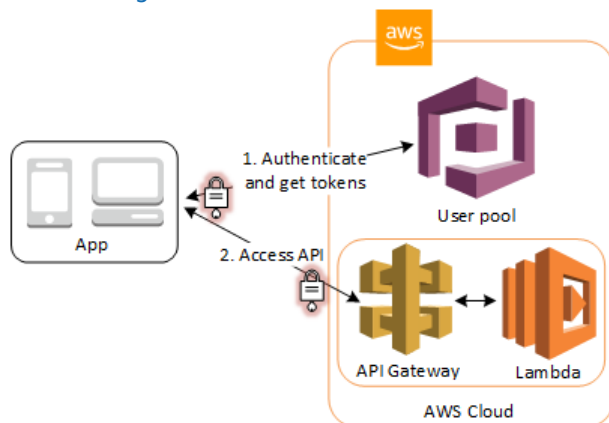 aws
1. Authenticate
and get tokens
User pool
App
2. Access API
API Gateway
Lambda
AWS Cloud